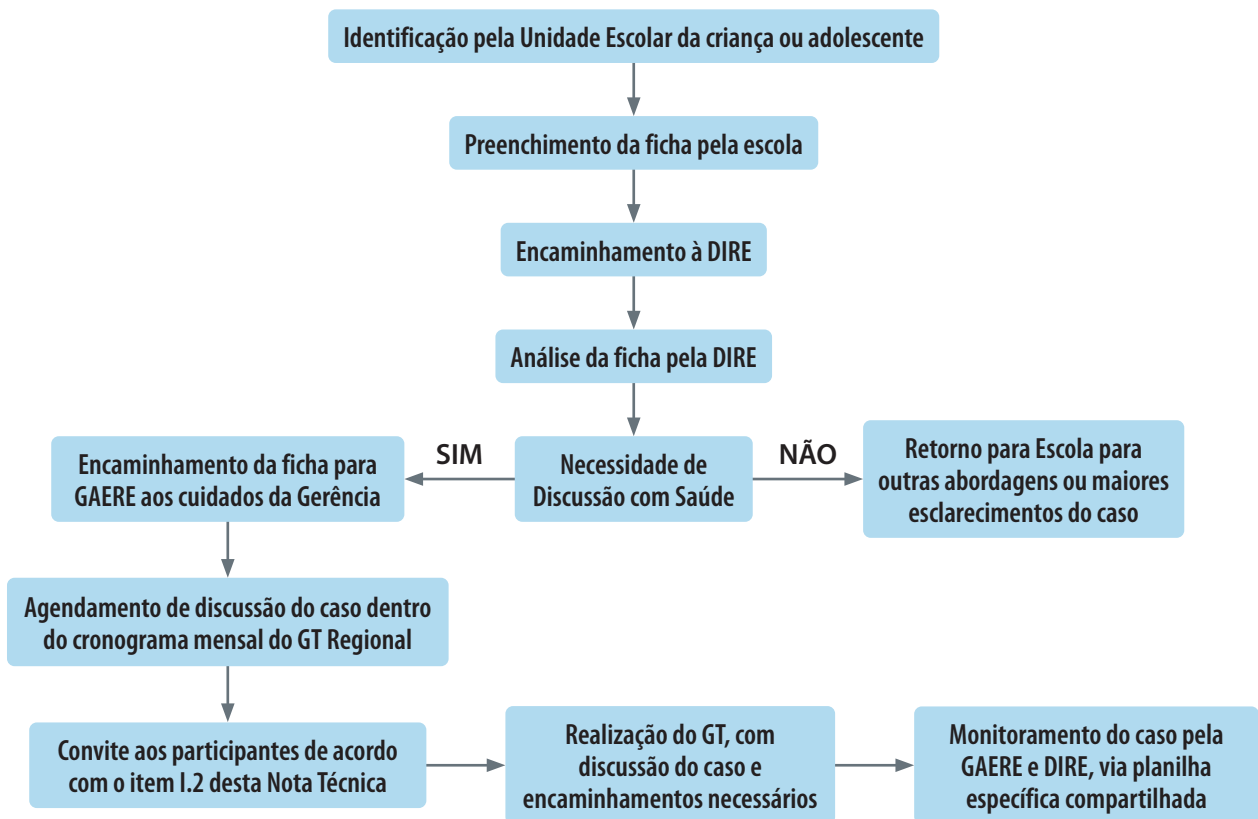 Identificação pela Unidade Escolar da criança ou adolescente
Preenchimento da ficha pela escola
Encaminhamento à DIRE
Análise da ficha pela DIRE
Necessidade de
Discussão com Saúde
SIM
NÃO
Encaminhamento da ficha para
GAERE aos cuidados da Gerência
Retorno para Escola para
outras abordagens ou maiores
esclarecimentos do caso
Agendamento de discussão do caso dentro
do cronograma mensal do GT Regional
Convite aos participantes de acordo
com o item I.2 desta Nota Técnica
Realização do GT, com
discussão do caso e
encaminhamentos necessários
Monitoramento do caso pela
GAERE e DIRE, via planilha
específica compartilhada